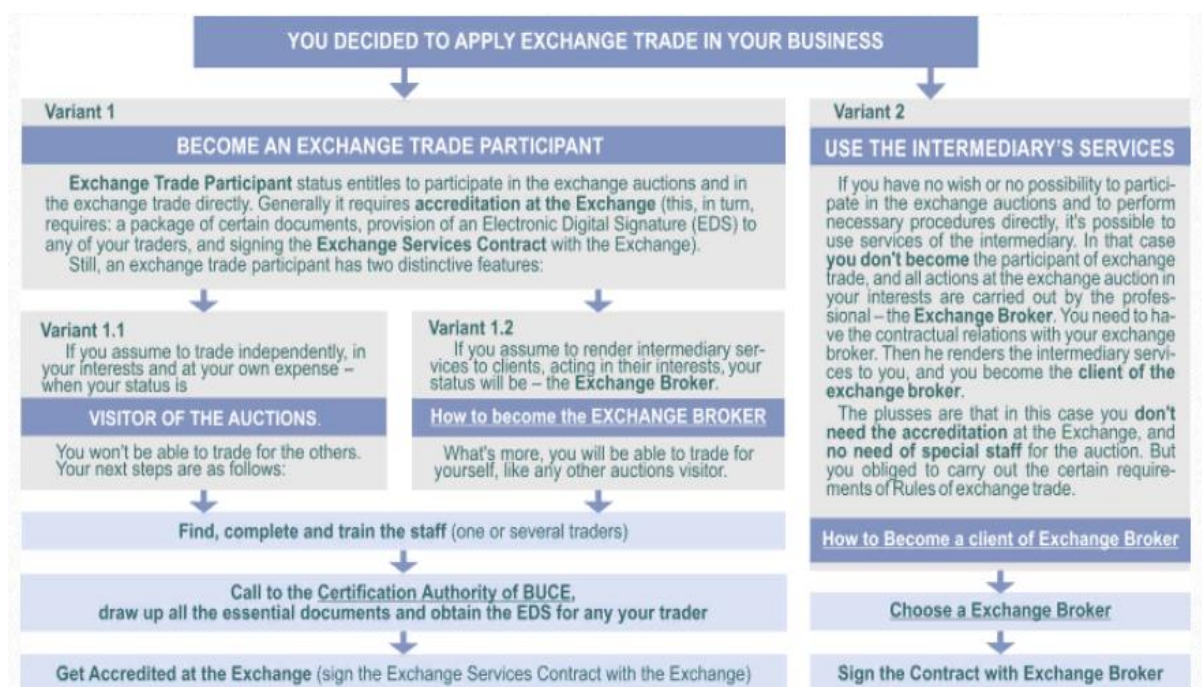 YOU DECIDED TO APPLY EXCHANGE TRADE IN YOUR BUSINESS
Variant 1
BECOME AN EXCHANGE TRADE PARTICIPANT
Exchange Trade Participant status entitles to participate in the exchange auctions and in
the exchange trade directly. Generally it requires accreditation at the Exchange (this, in turn,
requires: a package of certain documents, provision of an Electronic Digital Signature (EDS) to
any of your traders, and signing the Exchange Services Contract with the Exchange).
Still, an exchange trade participant has two distinctive features:
Variant 1.1
If you assume to trade independently, in
your interests and at your own expense –
when your status is
VISITOR OF THE AUCTIONS.
You won't be able to trade for the others.
Your next steps are as follows:
Variant 1.2
If you assume to render intermediary ser-
vices to clients, acting in their interests, your
status will be – the Exchange Broker.
How to become the EXCHANGE BROKER
What's more, you will be able to trade for
yourself, like any other auctions visitor.
Find, complete and train the staff (one or several traders)
Call to the Certification Authority of BUCE,
draw up all the essential documents and obtain the EDS for any your trader
Get Accredited at the Exchange (sign the Exchange Services Contract with the Exchange)
Variant 2
USE THE INTERMEDIARY'S SERVICES
If you have no wish or no possibility to partici-
pate in the exchange auctions and to perform
necessary procedures directly, it's possible to
use services of the intermediary. In that case
you don't become the participant of exchange
trade, and all actions at the exchange auction in
your interests are carried out by the profes-
sional – the Exchange Broker. You need to ha-
ve the contractual relations with your exchange
broker. Then he renders the intermediary servi-
ces to you, and you become the client of the
exchange broker.
The plusses are that in this case you don't
need the accreditation at the Exchange, and
no need of special staff for the auction. But
you obliged to carry out the certain require-
ments of Rules of exchange trade.
How to Become a client of Exchange Broker
Choose a Exchange Broker
Sign the Contract with Exchange Broker